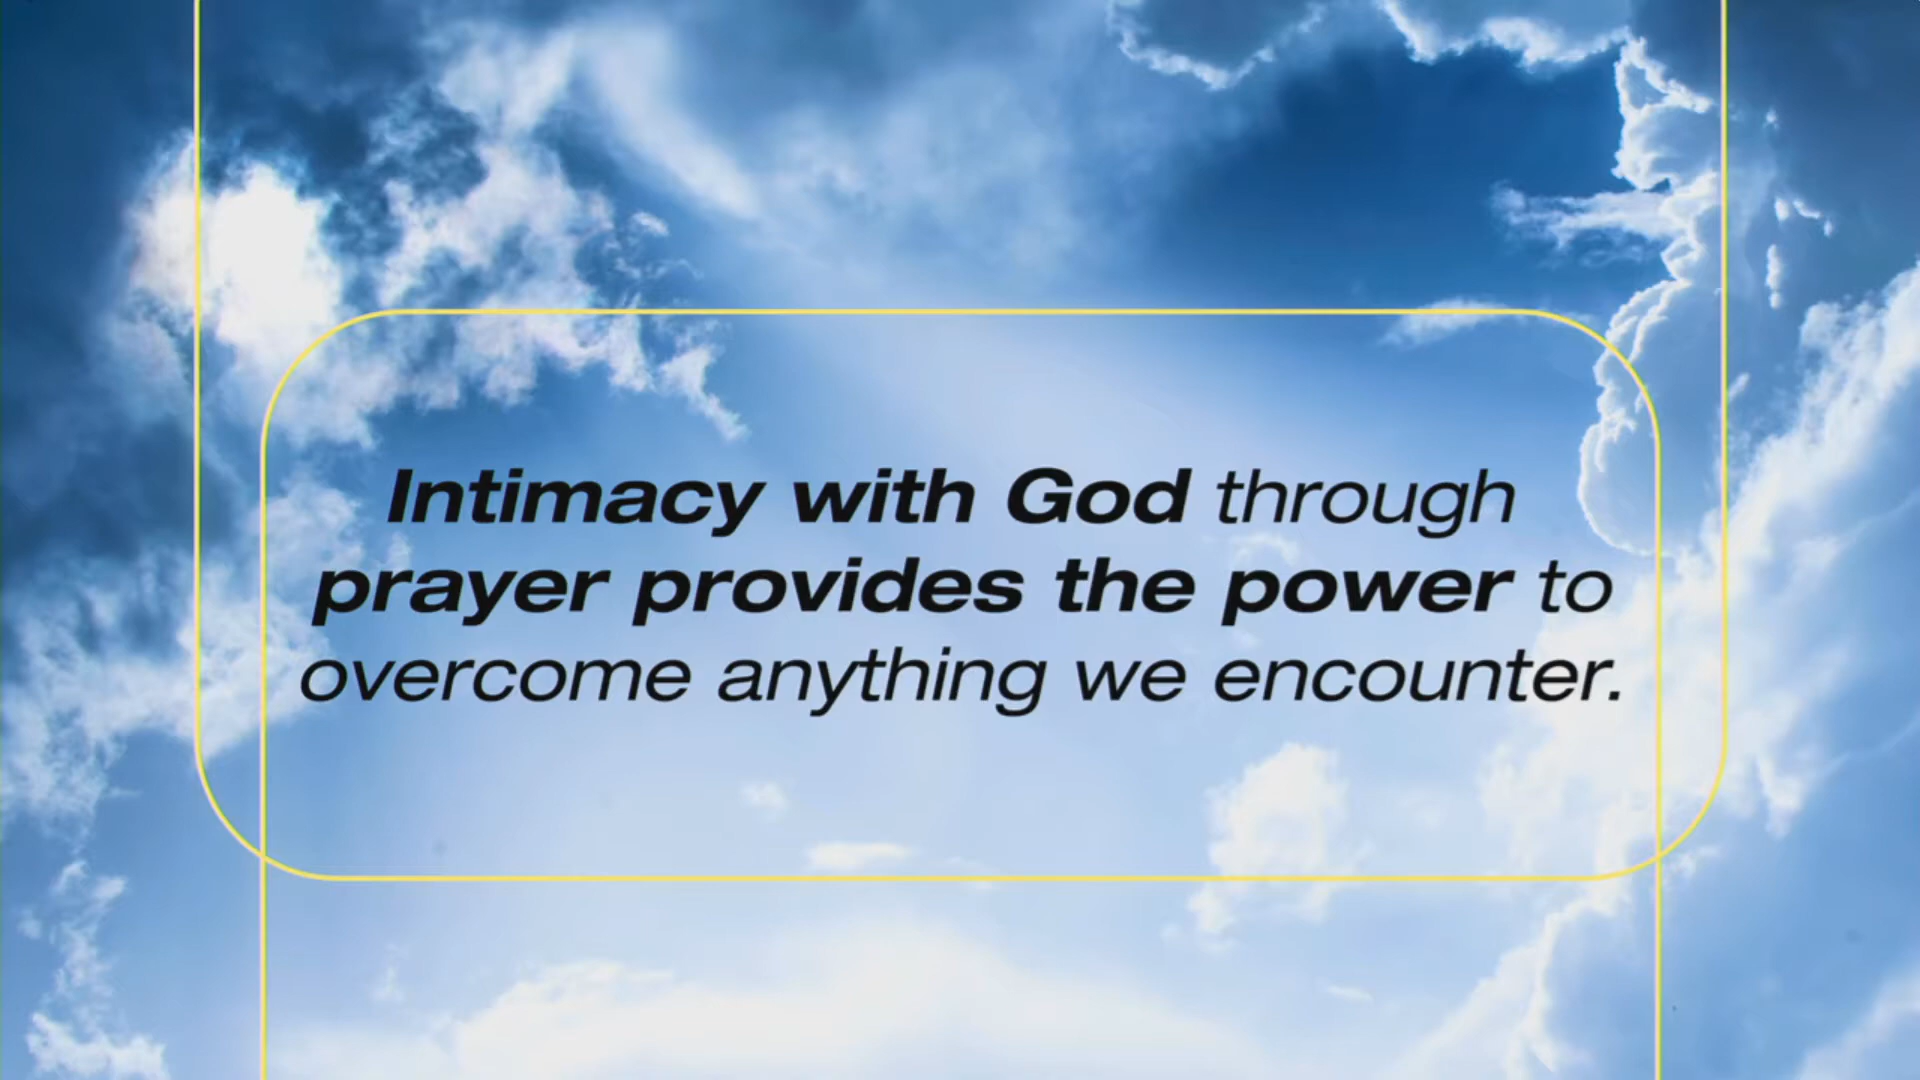 Intimacy with God through
prayer provides the power to
overcome anything we encounter.